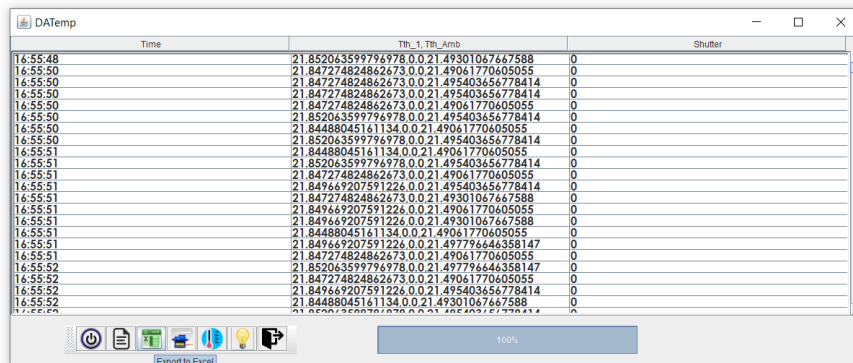 DATemp
Time Tth_1, Tth_Amb Shutter
16:55:48 21.852063599796978,0.0,21.49301067667588 0
16:55:50 21.847274824862673,0.0,21.49061770605055 0
16:55:50 21.847274824862673,0.0,21.495403656778414 0
16:55:50 21.847274824862673,0.0,21.495403656778414 0
16:55:50 21.847274824862673,0.0,21.49061770605055 0
16:55:50 21.852063599796978,0.0,21.495403656778414 0
16:55:50 21.84488045161134,0.0,21.49061770605055 0
16:55:50 21.852063599796978,0.0,21.495403656778414 0
16:55:51 21.84488045161134,0.0,21.49061770605055 0
16:55:51 21.852063599796978,0.0,21.495403656778414 0
16:55:51 21.847274824862673,0.0,21.49061770605055 0
16:55:51 21.849669207591226,0.0,21.495403656778414 0
16:55:51 21.847274824862673,0.0,21.49301067667588 0
16:55:51 21.849669207591226,0.0,21.49061770605055 0
16:55:51 21.849669207591226,0.0,21.49301067667588 0
16:55:51 21.84488045161134,0.0,21.49061770605055 0
16:55:51 21.849669207591226,0.0,21.497796646358147 0
16:55:51 21.847274824862673,0.0,21.49061770605055 0
16:55:52 21.852063599796978,0.0,21.497796646358147 0
16:55:52 21.847274824862673,0.0,21.49061770605055 0
16:55:52 21.847274824862673,0.0,21.495403656778414 0
16:55:52 21.84488045161134,0.0,21.49301067667588 0
16:55:52 21.852063599796978,0.0,21.495403656778414 0
100%
Export to Excel